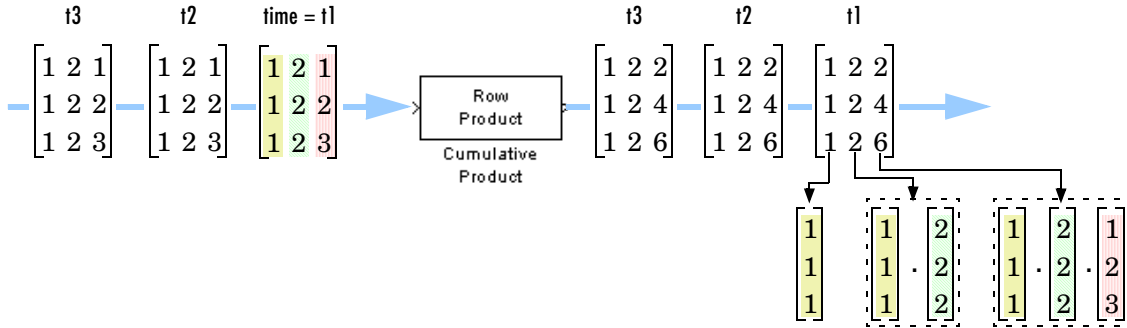 t3 t2 time = t1 t3 t2 t1
1 2 1 1 2 1 1 2 1 1 2 2 1 2 2 1 2 2
1 2 2 1 2 2 1 2 2 Row 1 2 4 1 2 4 1 2 4
Product
1 2 3 1 2 3 1 2 3 1 2 6 1 2 6 1 2 6
Cumulative
Product
1 1 2 1 2 1
1 1 . 2 1 . 2 . 2
1 1 2 1 2 3